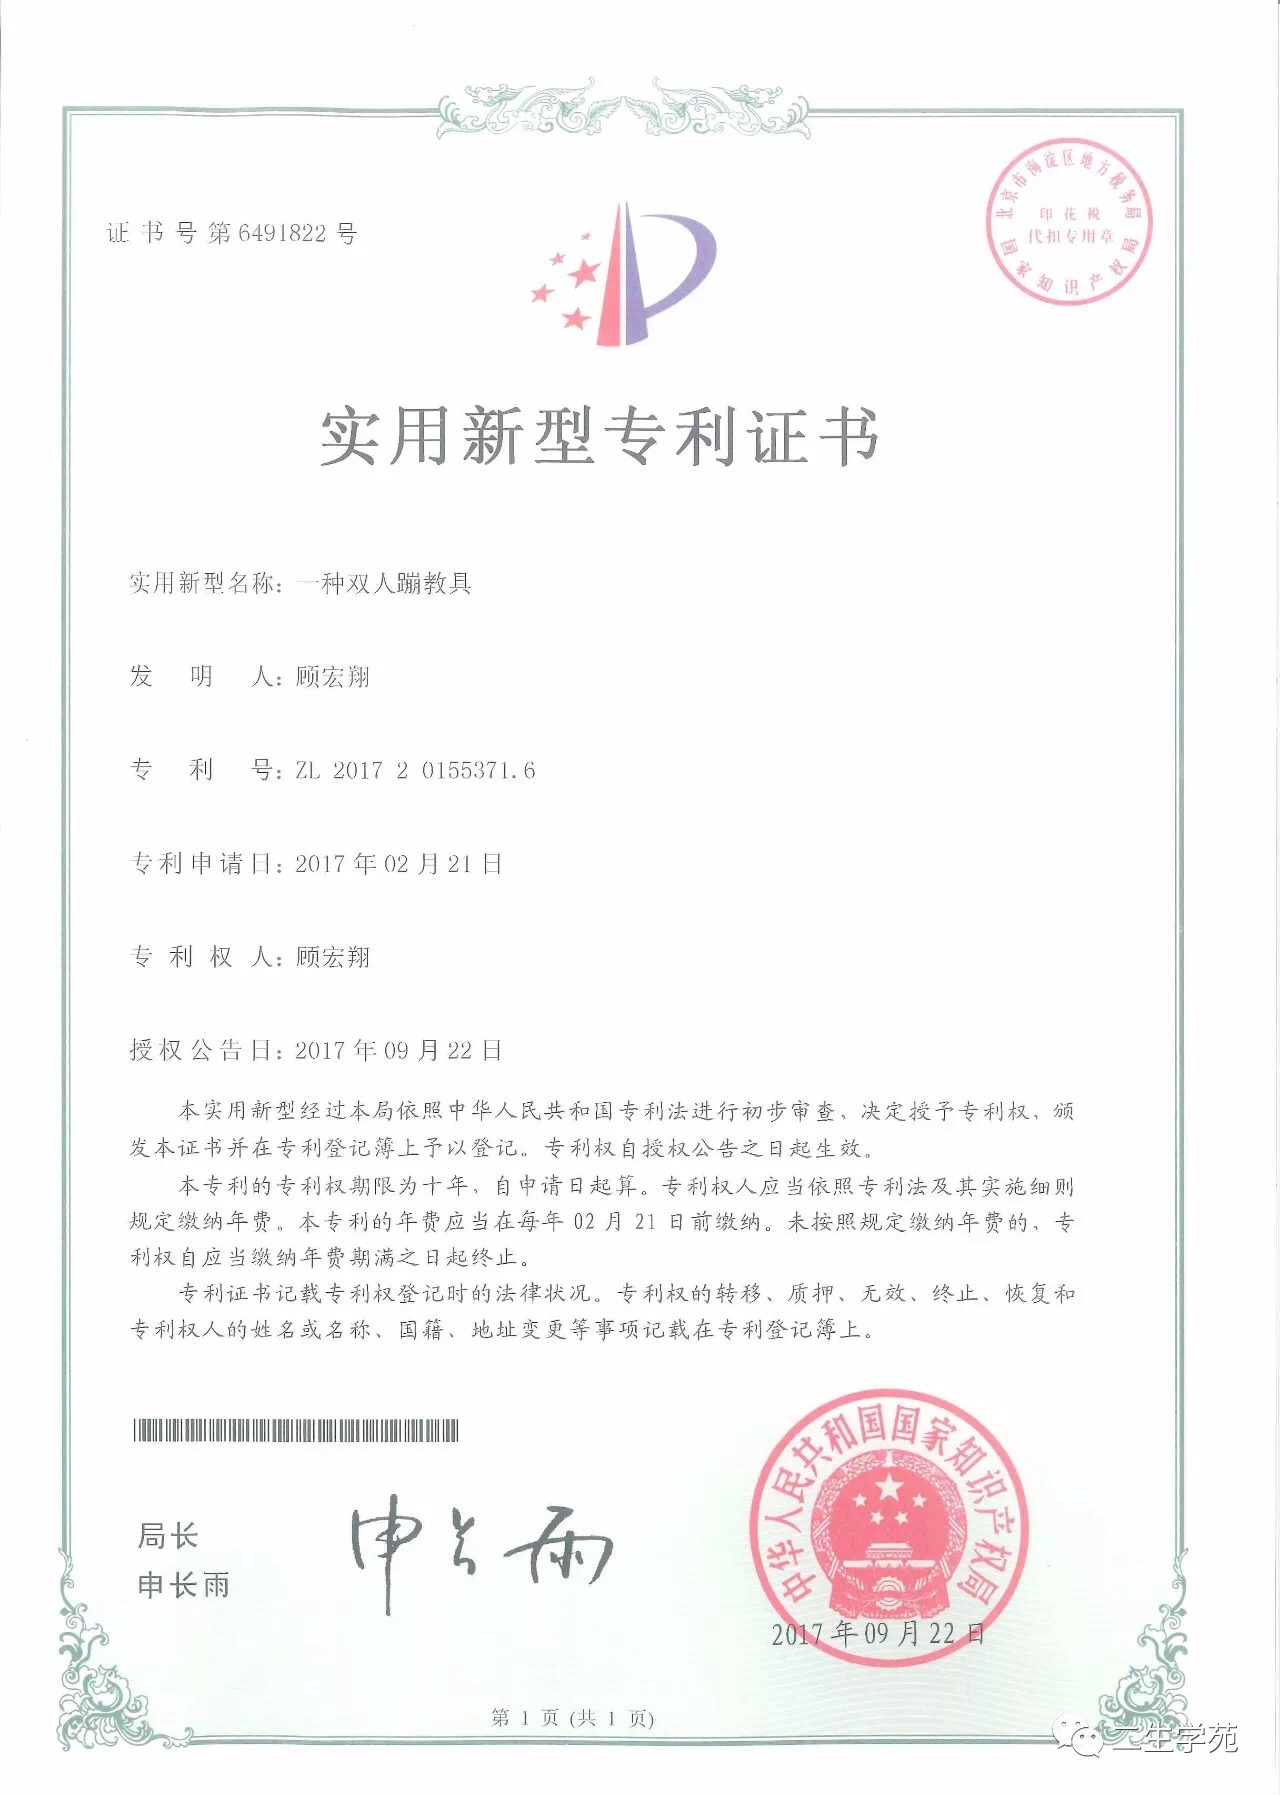 证书号第6491822号
北京市海淀区地方税务局
印花税
代扣专用章
国家知识产权局
实用新型专利证书
实用新型名称：一种双人蹦教具
发明人：顾宏翔
专利号：ZL 2017 2 0155371.6
专利申请日：2017年02月21日
专利权人：顾宏翔
授权公告日：2017年09月22日
本实用新型经过本局依照中华人民共和国专利法进行初步审查，决定授予专利权，颁
发本证书并在专利登记簿上予以登记。专利权自授权公告之日起生效。
本专利的专利权期限为十年，自申请日起算。专利权人应当依照专利法及其实施细则
规定缴纳年费。本专利的年费应当在每年02月21日前缴纳。未按照规定缴纳年费的，专
利权自应当缴纳年费期满之日起终止。
专利证书记载专利权登记时的法律状况。专利权的转移、质押、无效、终止、恢复和
专利权人的姓名或名称、国籍、地址变更等事项记载在专利登记簿上。
局长
申长雨
申长雨
中华人民共和国国家知识产权局
2017年09月22日
第1页(共1页)
二生学苑